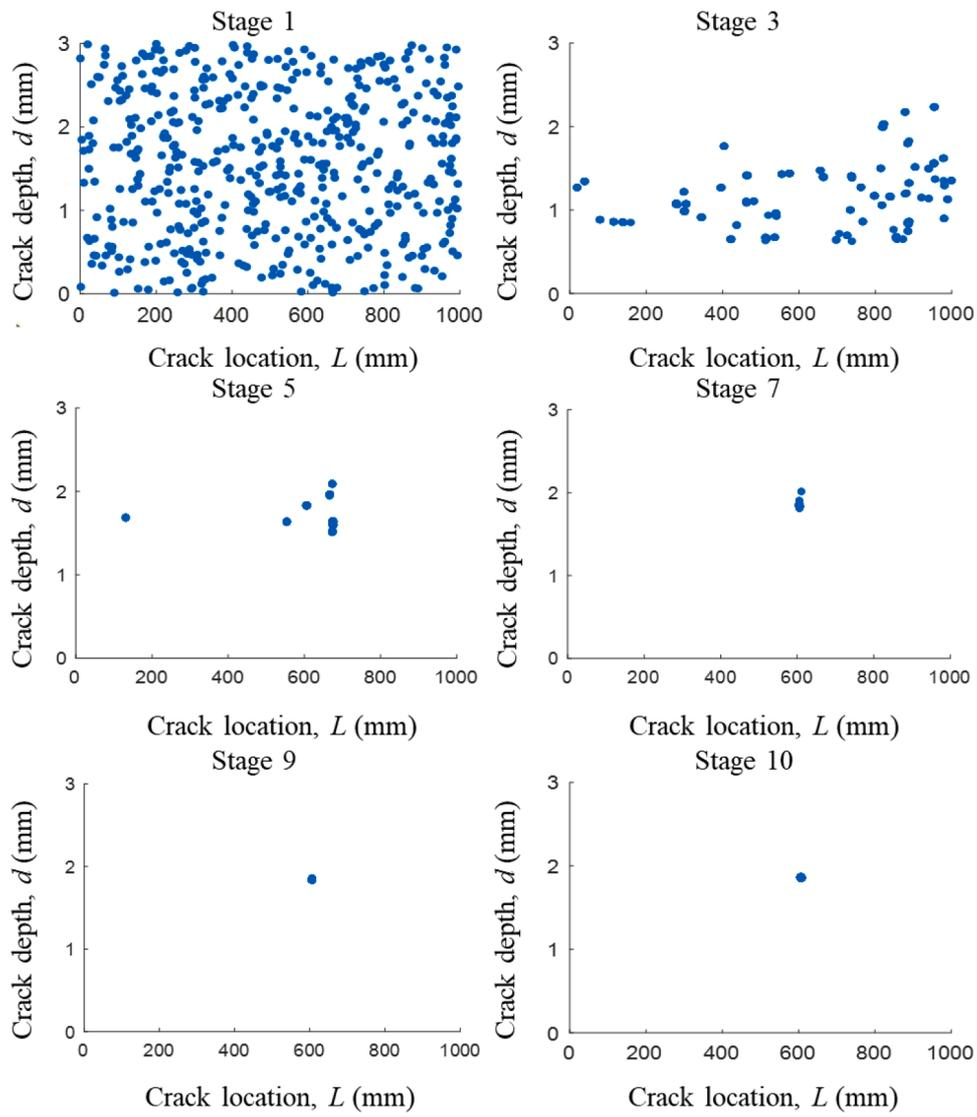 Stage 1
Crack depth, d (mm)
3
2
1
0
0 200 400 600 800 1000
Crack location, L (mm)
Stage 3
Crack depth, d (mm)
3
2
1
0
0 200 400 600 800 1000
Crack location, L (mm)
Stage 5
Crack depth, d (mm)
3
2
1
0
0 200 400 600 800 1000
Crack location, L (mm)
Stage 7
Crack depth, d (mm)
3
2
1
0
0 200 400 600 800 1000
Crack location, L (mm)
Stage 9
Crack depth, d (mm)
3
2
1
0
0 200 400 600 800 1000
Crack location, L (mm)
Stage 10
Crack depth, d (mm)
3
2
1
0
0 200 400 600 800 1000
Crack location, L (mm)